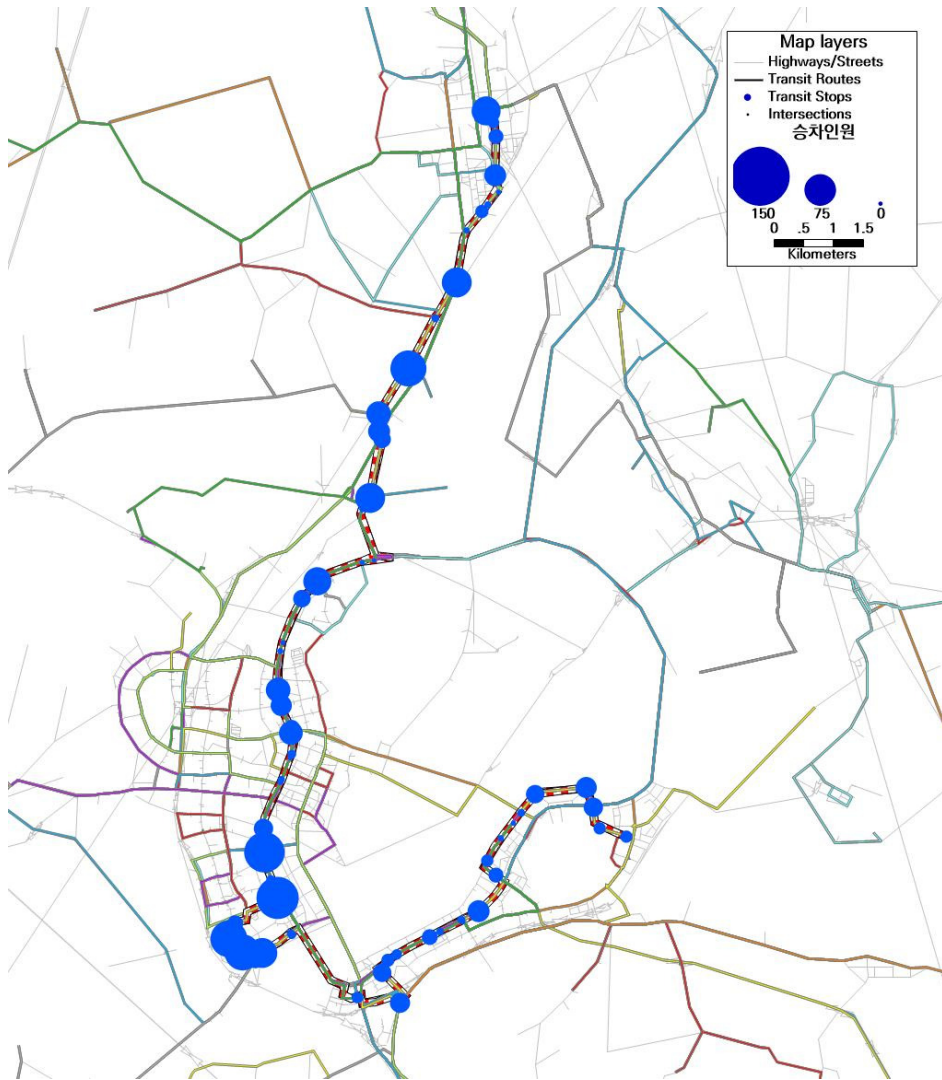 Map layers
Highways/Streets
Transit Routes
Transit Stops
Intersections
승차인원
150 75 0
0 .5 1 1.5
Kilometers